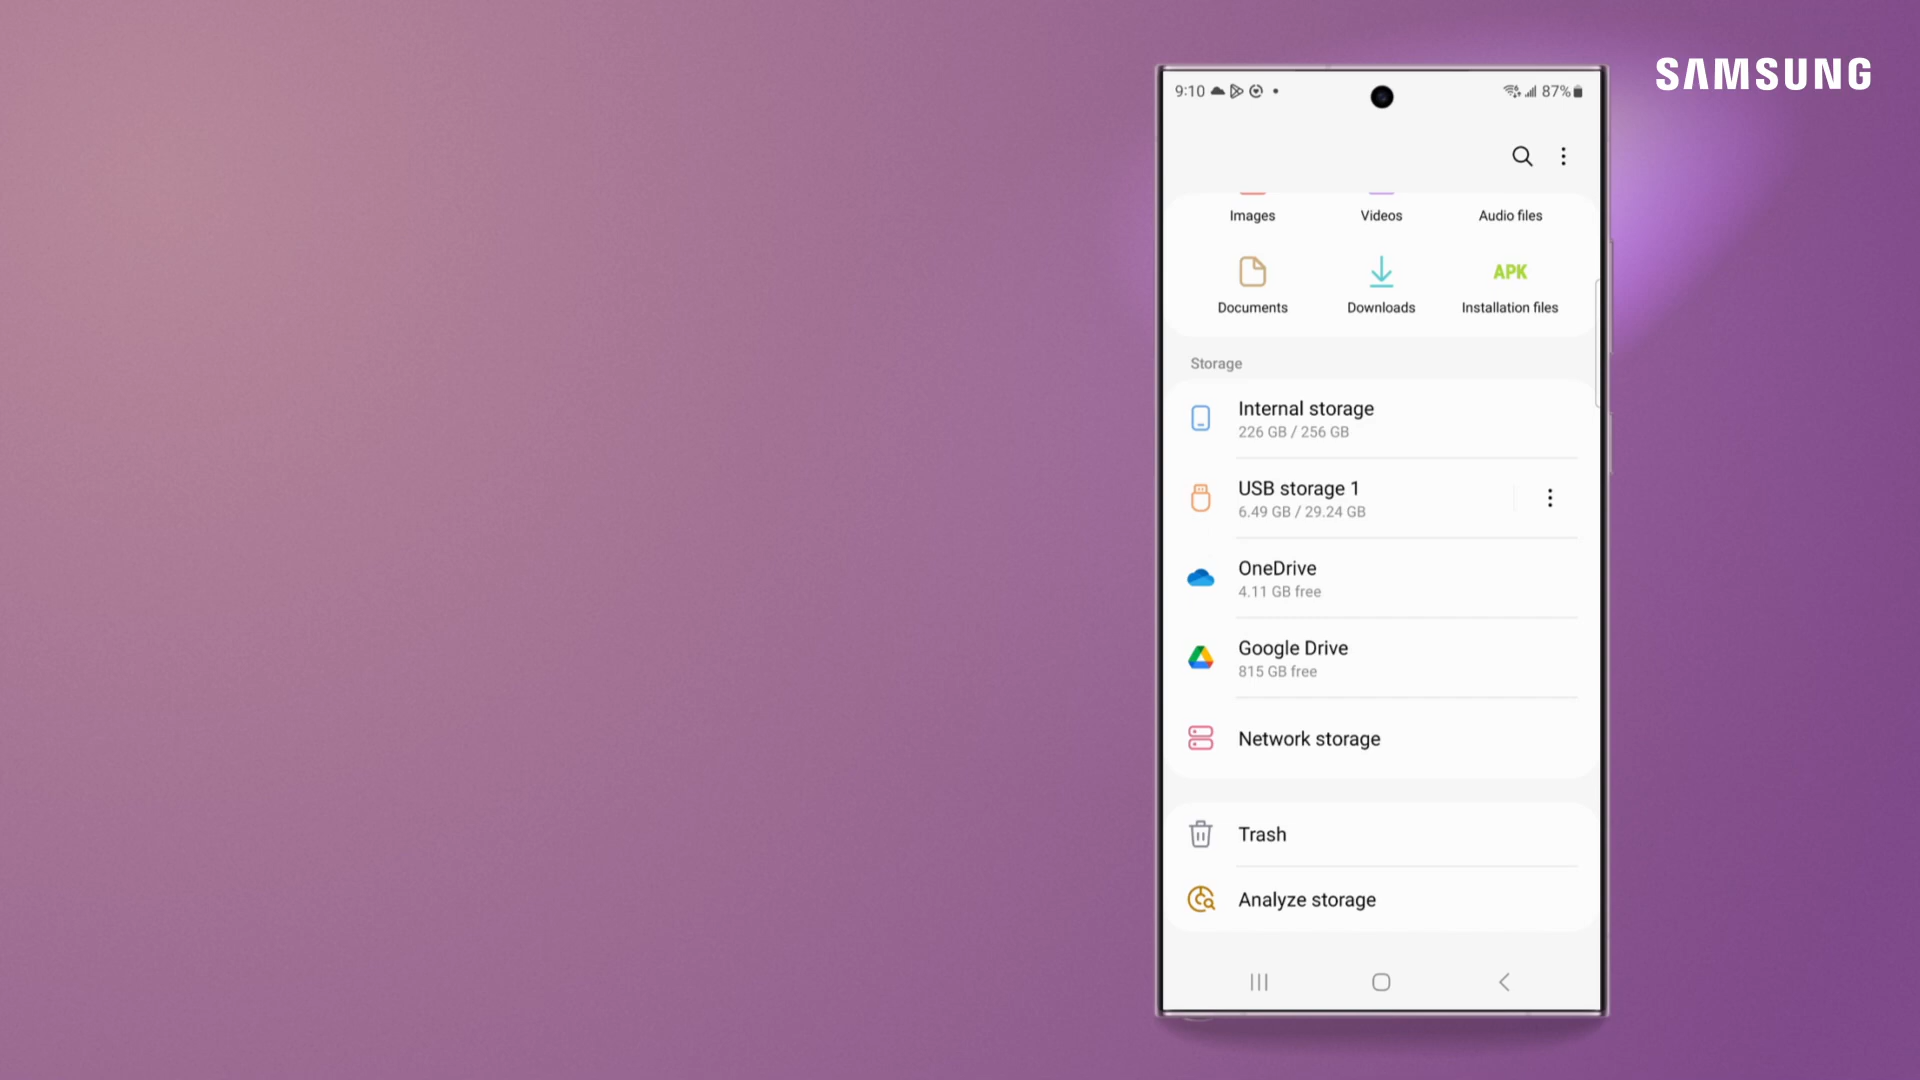 SAMSUNG
9:10
87%
Images
Videos
Audio files
APK
Documents
Downloads
Installation files
Storage
Internal storage
226 GB / 256 GB
USB storage 1
6.49 GB / 29.24 GB
OneDrive
4.11 GB free
Google Drive
815 GB free
Network storage
Trash
Analyze storage